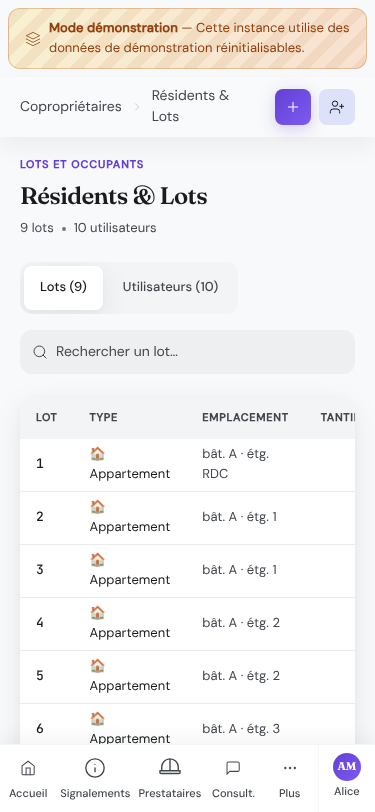 Mode démonstration — Cette instance utilise des
données de démonstration réinitialisables.
Copropriétaires
Résidents &
Lots
LOTS ET OCCUPANTS
Résidents & Lots
9 lots • 10 utilisateurs
Lots (9)
Utilisateurs (10)
Rechercher un lot...
LOT TYPE EMPLACEMENT TANTIÈ
1 Appartement bât. A · étg. RDC
2 Appartement bât. A · étg. 1
3 Appartement bât. A · étg. 1
4 Appartement bât. A · étg. 2
5 Appartement bât. A · étg. 2
6 Appartement bât. A · étg. 3
AM
Accueil Signalements Prestataires Consult. Plus Alice